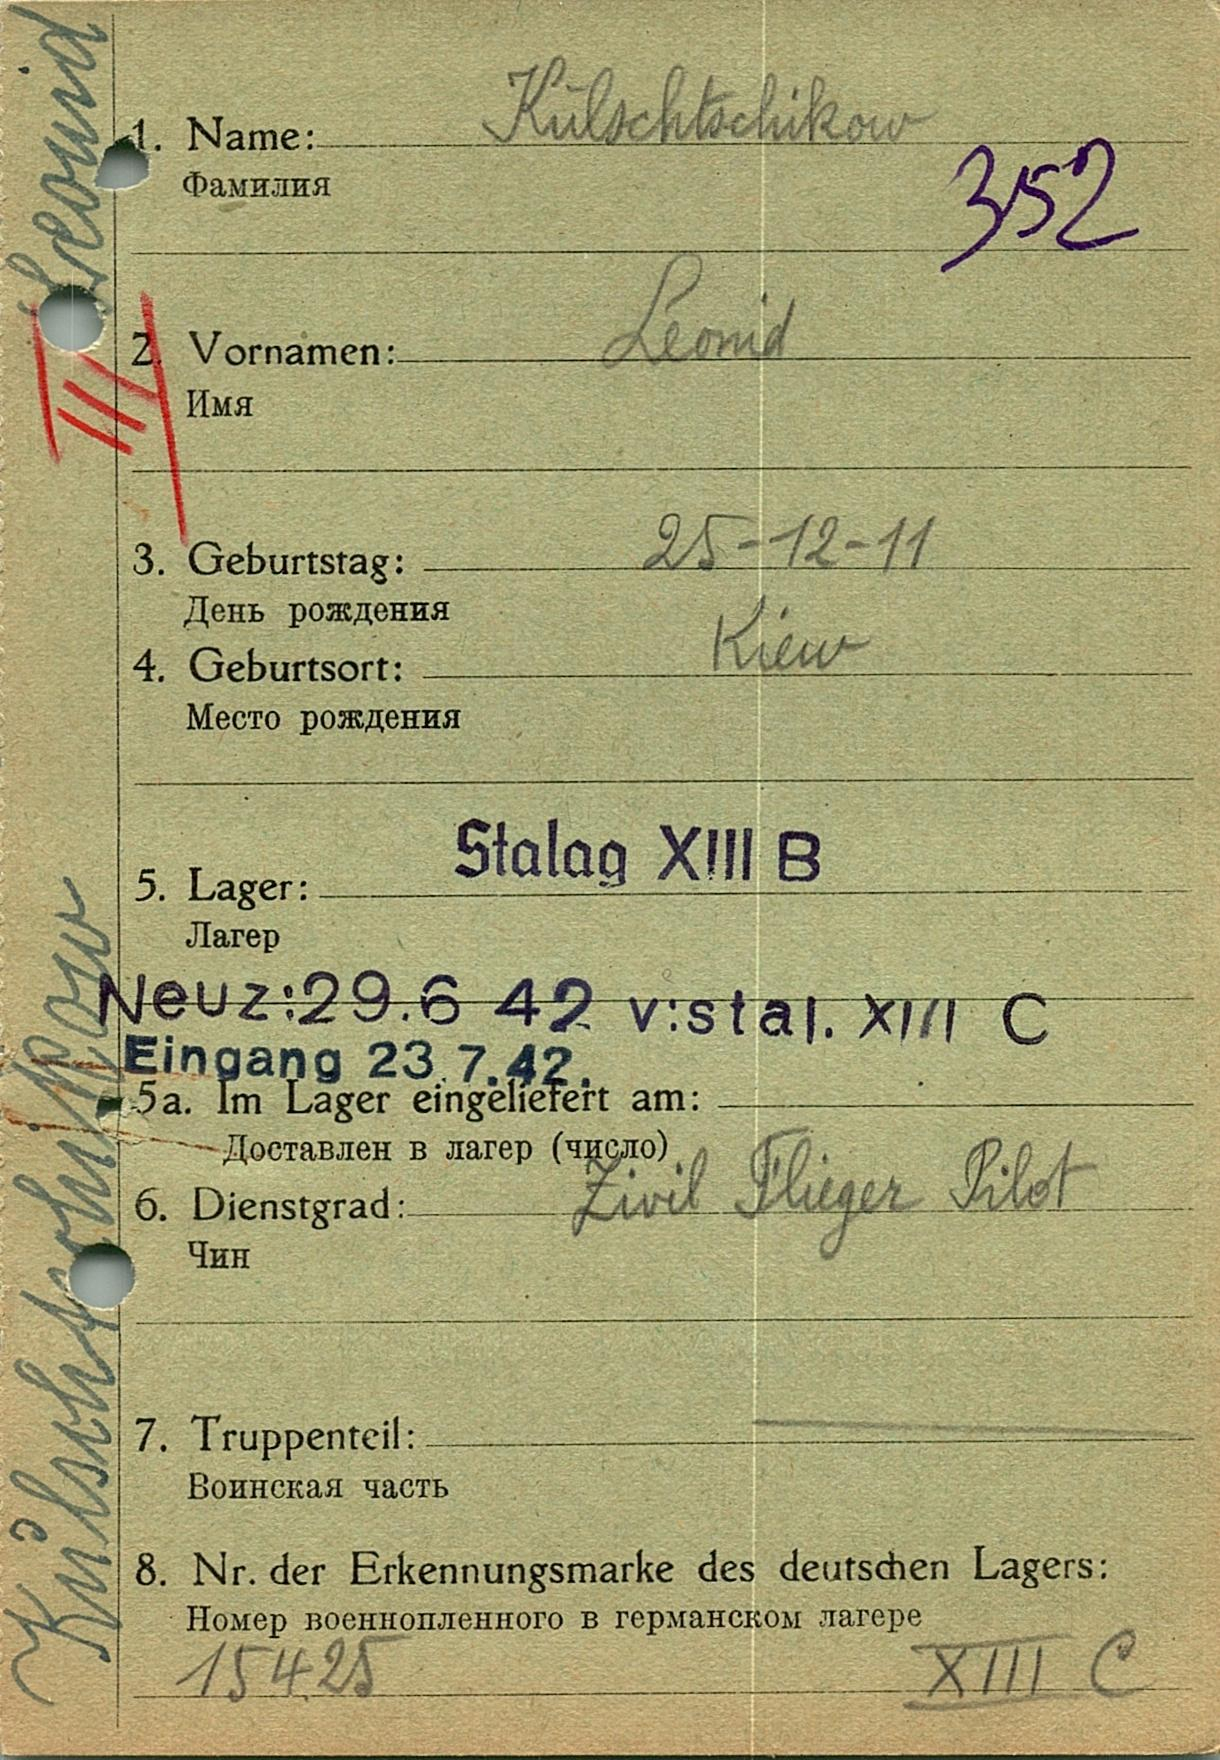 Kulschtschikow
1. Name:
Фамилия
352
Leonid
2. Vornamen:
Имя
III
25-12-11
3. Geburtstag:
День рождения
Kiew
4. Geburtsort:
Место рождения
Stalag XIII B
5. Lager:
Лагер
Neuz:29.6 42 v:stal. XIII C
Eingang 23.7.42.
5a. Im Lager eingeliefert am:
Доставлен в лагер (число)
Zivil Flieger Pilot
6. Dienstgrad:
Чин
7. Truppenteil:
Воинская часть
8. Nr. der Erkennungsmarke des deutschen Lagers:
Номер военнопленного в германском лагере
15425 XIII C
Kulschtschikow Leonid